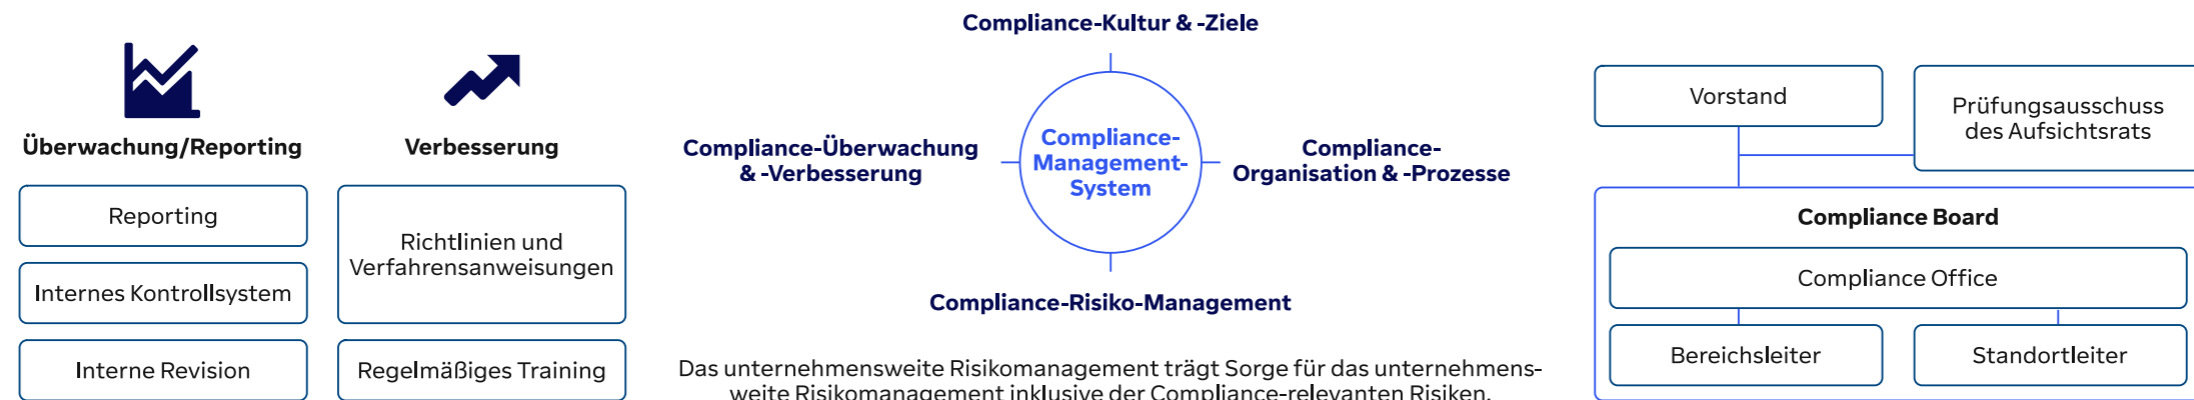 Compliance-Kultur & -Ziele
Überwachung/Reporting
Reporting
Internes Kontrollsystem
Interne Revision
Verbesserung
Richtlinien und
Verfahrensanweisungen
Regelmäßiges Training
Compliance-Überwachung
& -Verbesserung
Compliance-
Management-
System
Compliance-
Organisation & -Prozesse
Compliance-Risiko-Management
Das unternehmensweite Risikomanagement trägt Sorge für das unternehmens-
weite Risikomanagement inklusive der Compliance-relevanten Risiken.
Vorstand
Prüfungsausschuss
des Aufsichtsrats
Compliance Board
Compliance Office
Bereichsleiter
Standortleiter